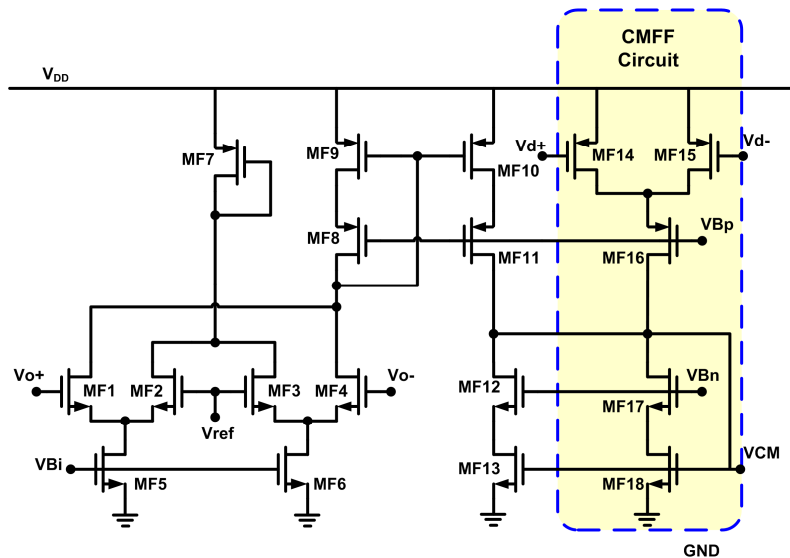 CMFF
Circuit
VDD
MF7
MF9
MF10
Vd+
MF14
MF15
Vd-
MF8
MF11
MF16
VBp
Vo+
MF1
MF2
MF3
MF4
Vo-
MF12
VBn
MF17
Vref
VBi
MF5
MF6
MF13
MF18
VCM
GND